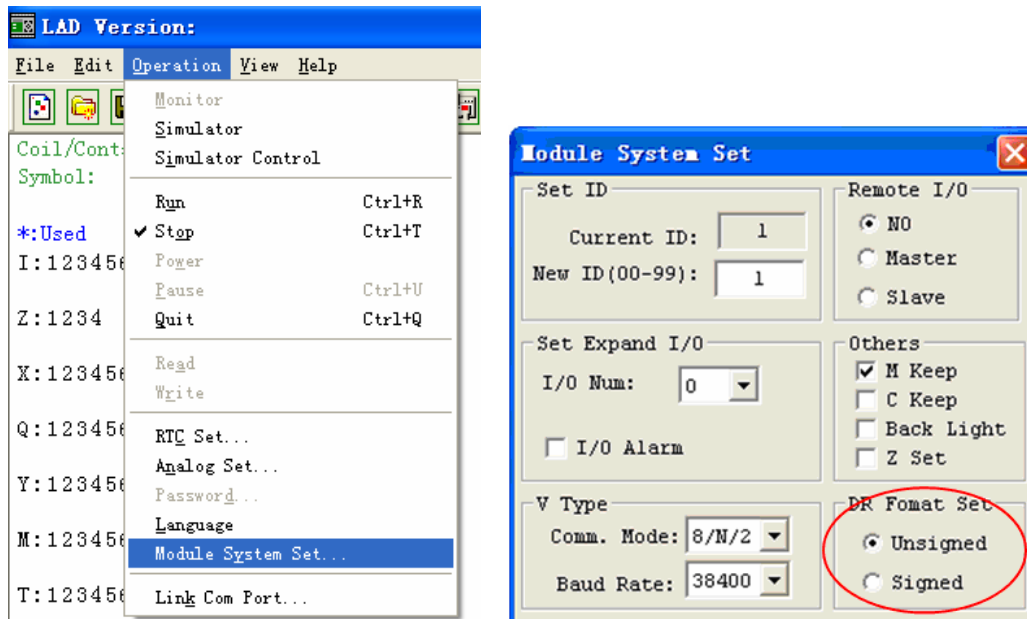 LAD Version:
File Edit Operation View Help
Monitor
Simulator
Simulator Control
Run Ctrl+R
Stop Ctrl+T
Power
Pause Ctrl+U
Quit Ctrl+Q
Read
Write
RTC Set...
Analog Set...
Password...
Language
Module System Set...
Link Com Port...
Coil/Cont
Symbol:
*:Used
I:123456
Z:1234
X:123456
Q:123456
Y:123456
M:123456
T:123456
Module System Set
Set ID
Current ID: 1
New ID(00-99): 1
Remote I/O
NO
Master
Slave
Set Expand I/O
I/O Num: 0
I/O Alarm
Others
M Keep
C Keep
Back Light
Z Set
V Type
Comm. Mode: 8/N/2
Baud Rate: 38400
DR Fomat Set
Unsigned
Signed